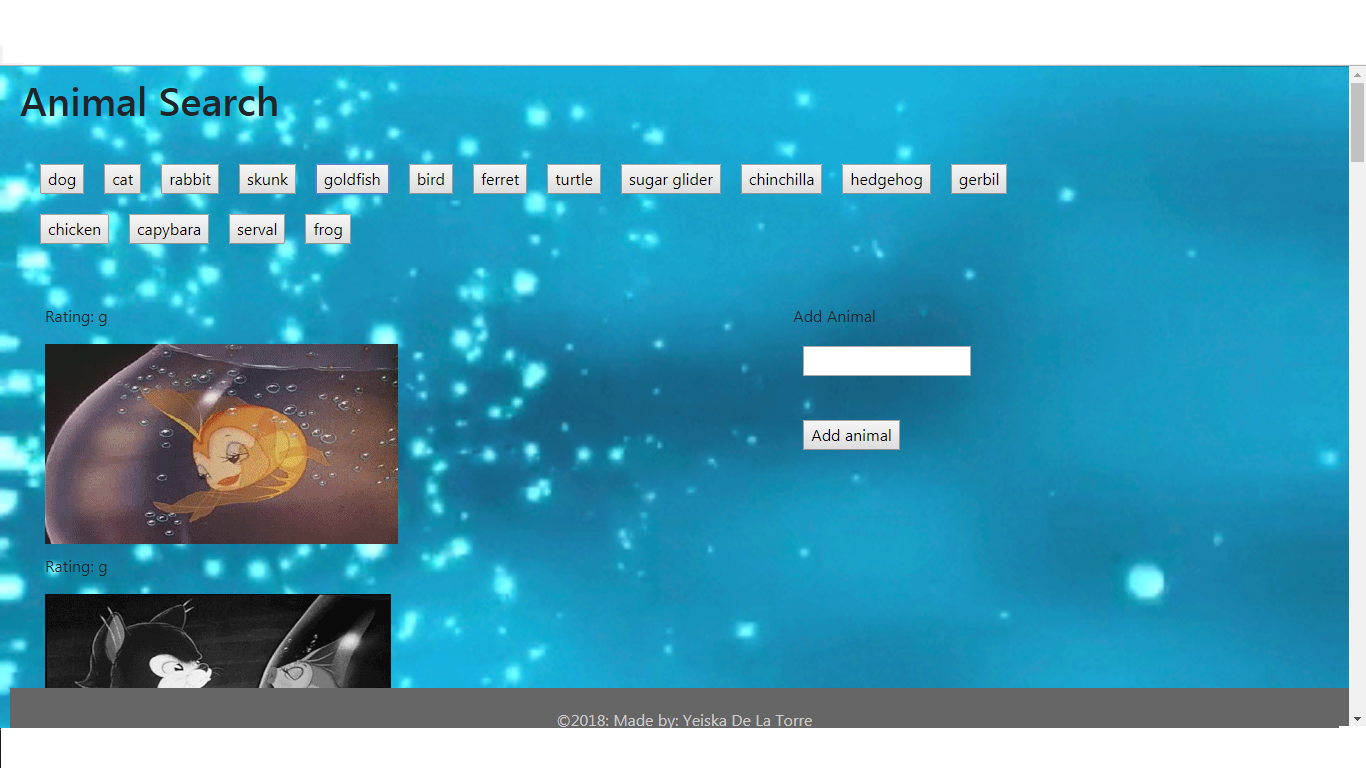 Animal Search
dog cat rabbit skunk goldfish bird ferret turtle sugar glider chinchilla hedgehog gerbil
chicken capybara serval frog
Rating: g
Add Animal
Add animal
Rating: g
©2018: Made by: Yeiska De La Torre